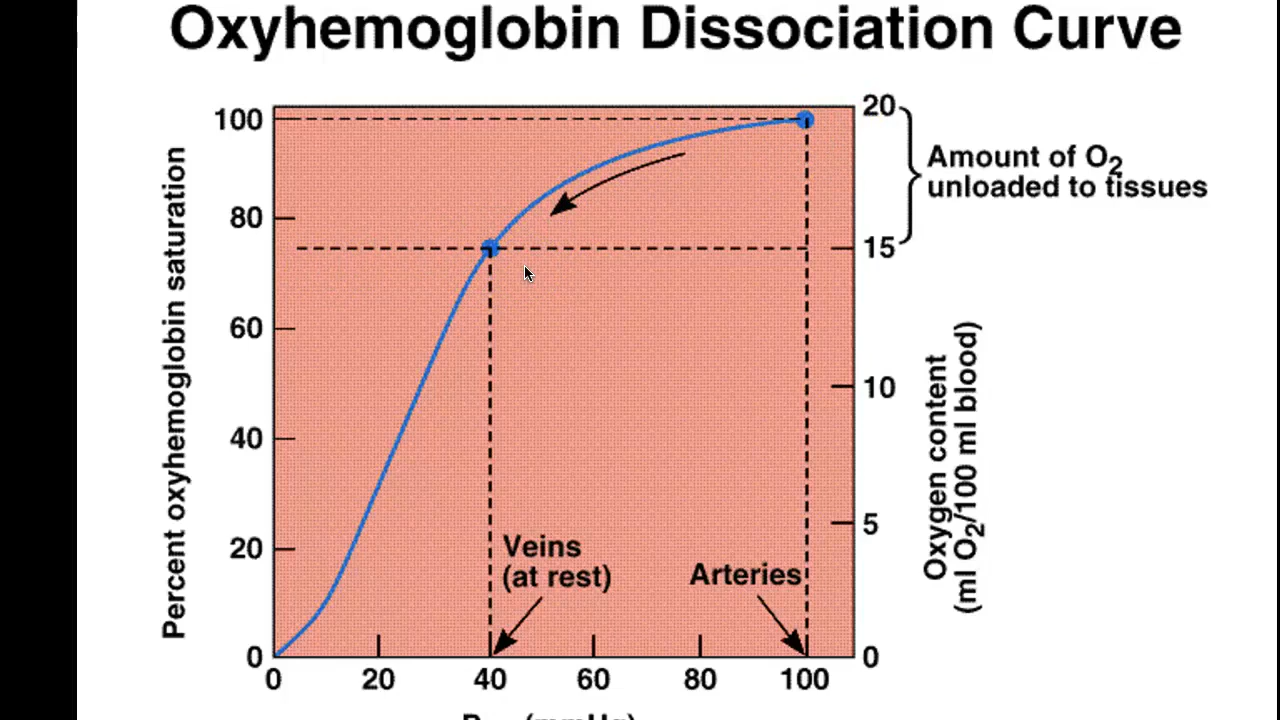 Oxyhemoglobin Dissociation Curve
Percent oxyhemoglobin saturation
100
80
60
40
20
0
20
15
10
5
0
Amount of O2
unloaded to tissues
Oxygen content
(ml O2/100 ml blood)
Veins
(at rest)
Arteries
0 20 40 60 80 100
(mmHg)